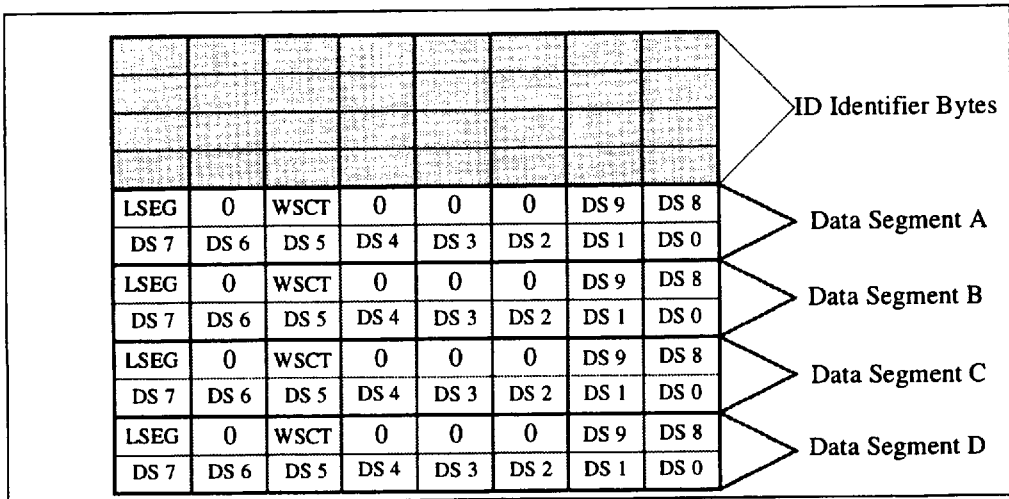 ID Identifier Bytes
LSEG 0 WSCT 0 0 0 DS 9 DS 8
DS 7 DS 6 DS 5 DS 4 DS 3 DS 2 DS 1 DS 0
Data Segment A
LSEG 0 WSCT 0 0 0 DS 9 DS 8
DS 7 DS 6 DS 5 DS 4 DS 3 DS 2 DS 1 DS 0
Data Segment B
LSEG 0 WSCT 0 0 0 DS 9 DS 8
DS 7 DS 6 DS 5 DS 4 DS 3 DS 2 DS 1 DS 0
Data Segment C
LSEG 0 WSCT 0 0 0 DS 9 DS 8
DS 7 DS 6 DS 5 DS 4 DS 3 DS 2 DS 1 DS 0
Data Segment D